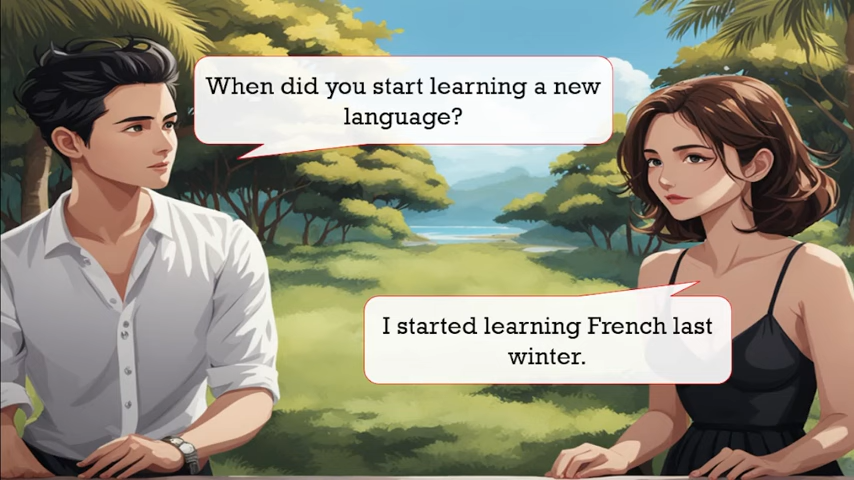 When did you start learning a new
language?
I started learning French last
winter.